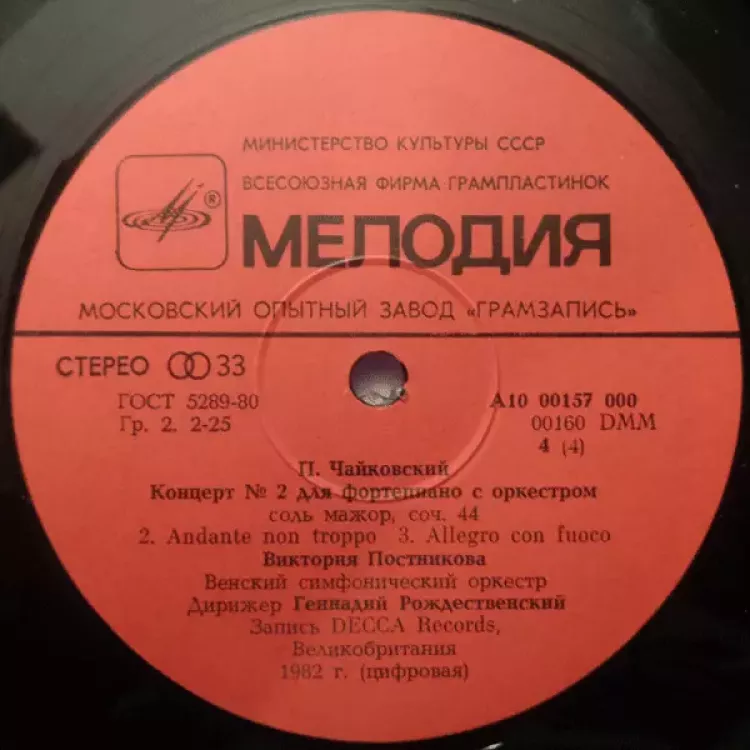 МИНИСТЕРСТВО КУЛЬТУРЫ СССР
ВСЕСОЮЗНАЯ ФИРМА ГРАМПЛАСТИНОК
®
МЕЛОДИЯ
МОСКОВСКИЙ ОПЫТНЫЙ ЗАВОД «ГРАМЗАПИСЬ»
СТЕРЕО 33
ГОСТ 5289-80 А10 00157 000
Гр. 2. 2-25 00160 DMM
4 (4)
П. Чайковский
Концерт № 2 для фортепиано с оркестром
соль мажор, соч. 44
2. Andante non troppo 3. Allegro con fuoco
Виктория Постникова
Венский симфонический оркестр
Дирижер Геннадий Рождественский
Запись DECCA Records,
Великобритания
1982 г. (цифровая)